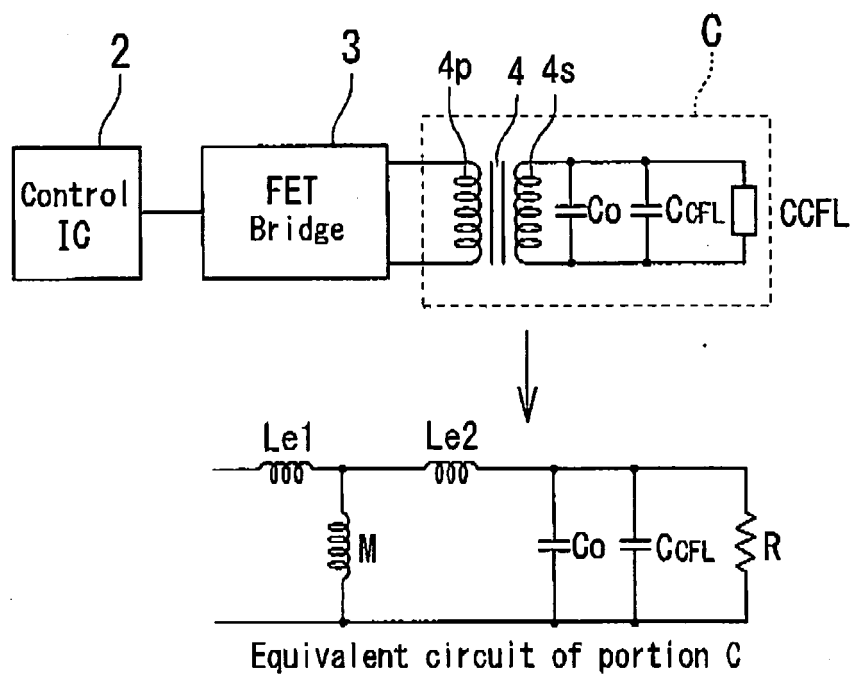 2
3
4p
4
4s
C
Control
IC
FET
Bridge
Co
CCFL
CCFL
Le1
Le2
M
Co
CCFL
R
Equivalent circuit of portion C